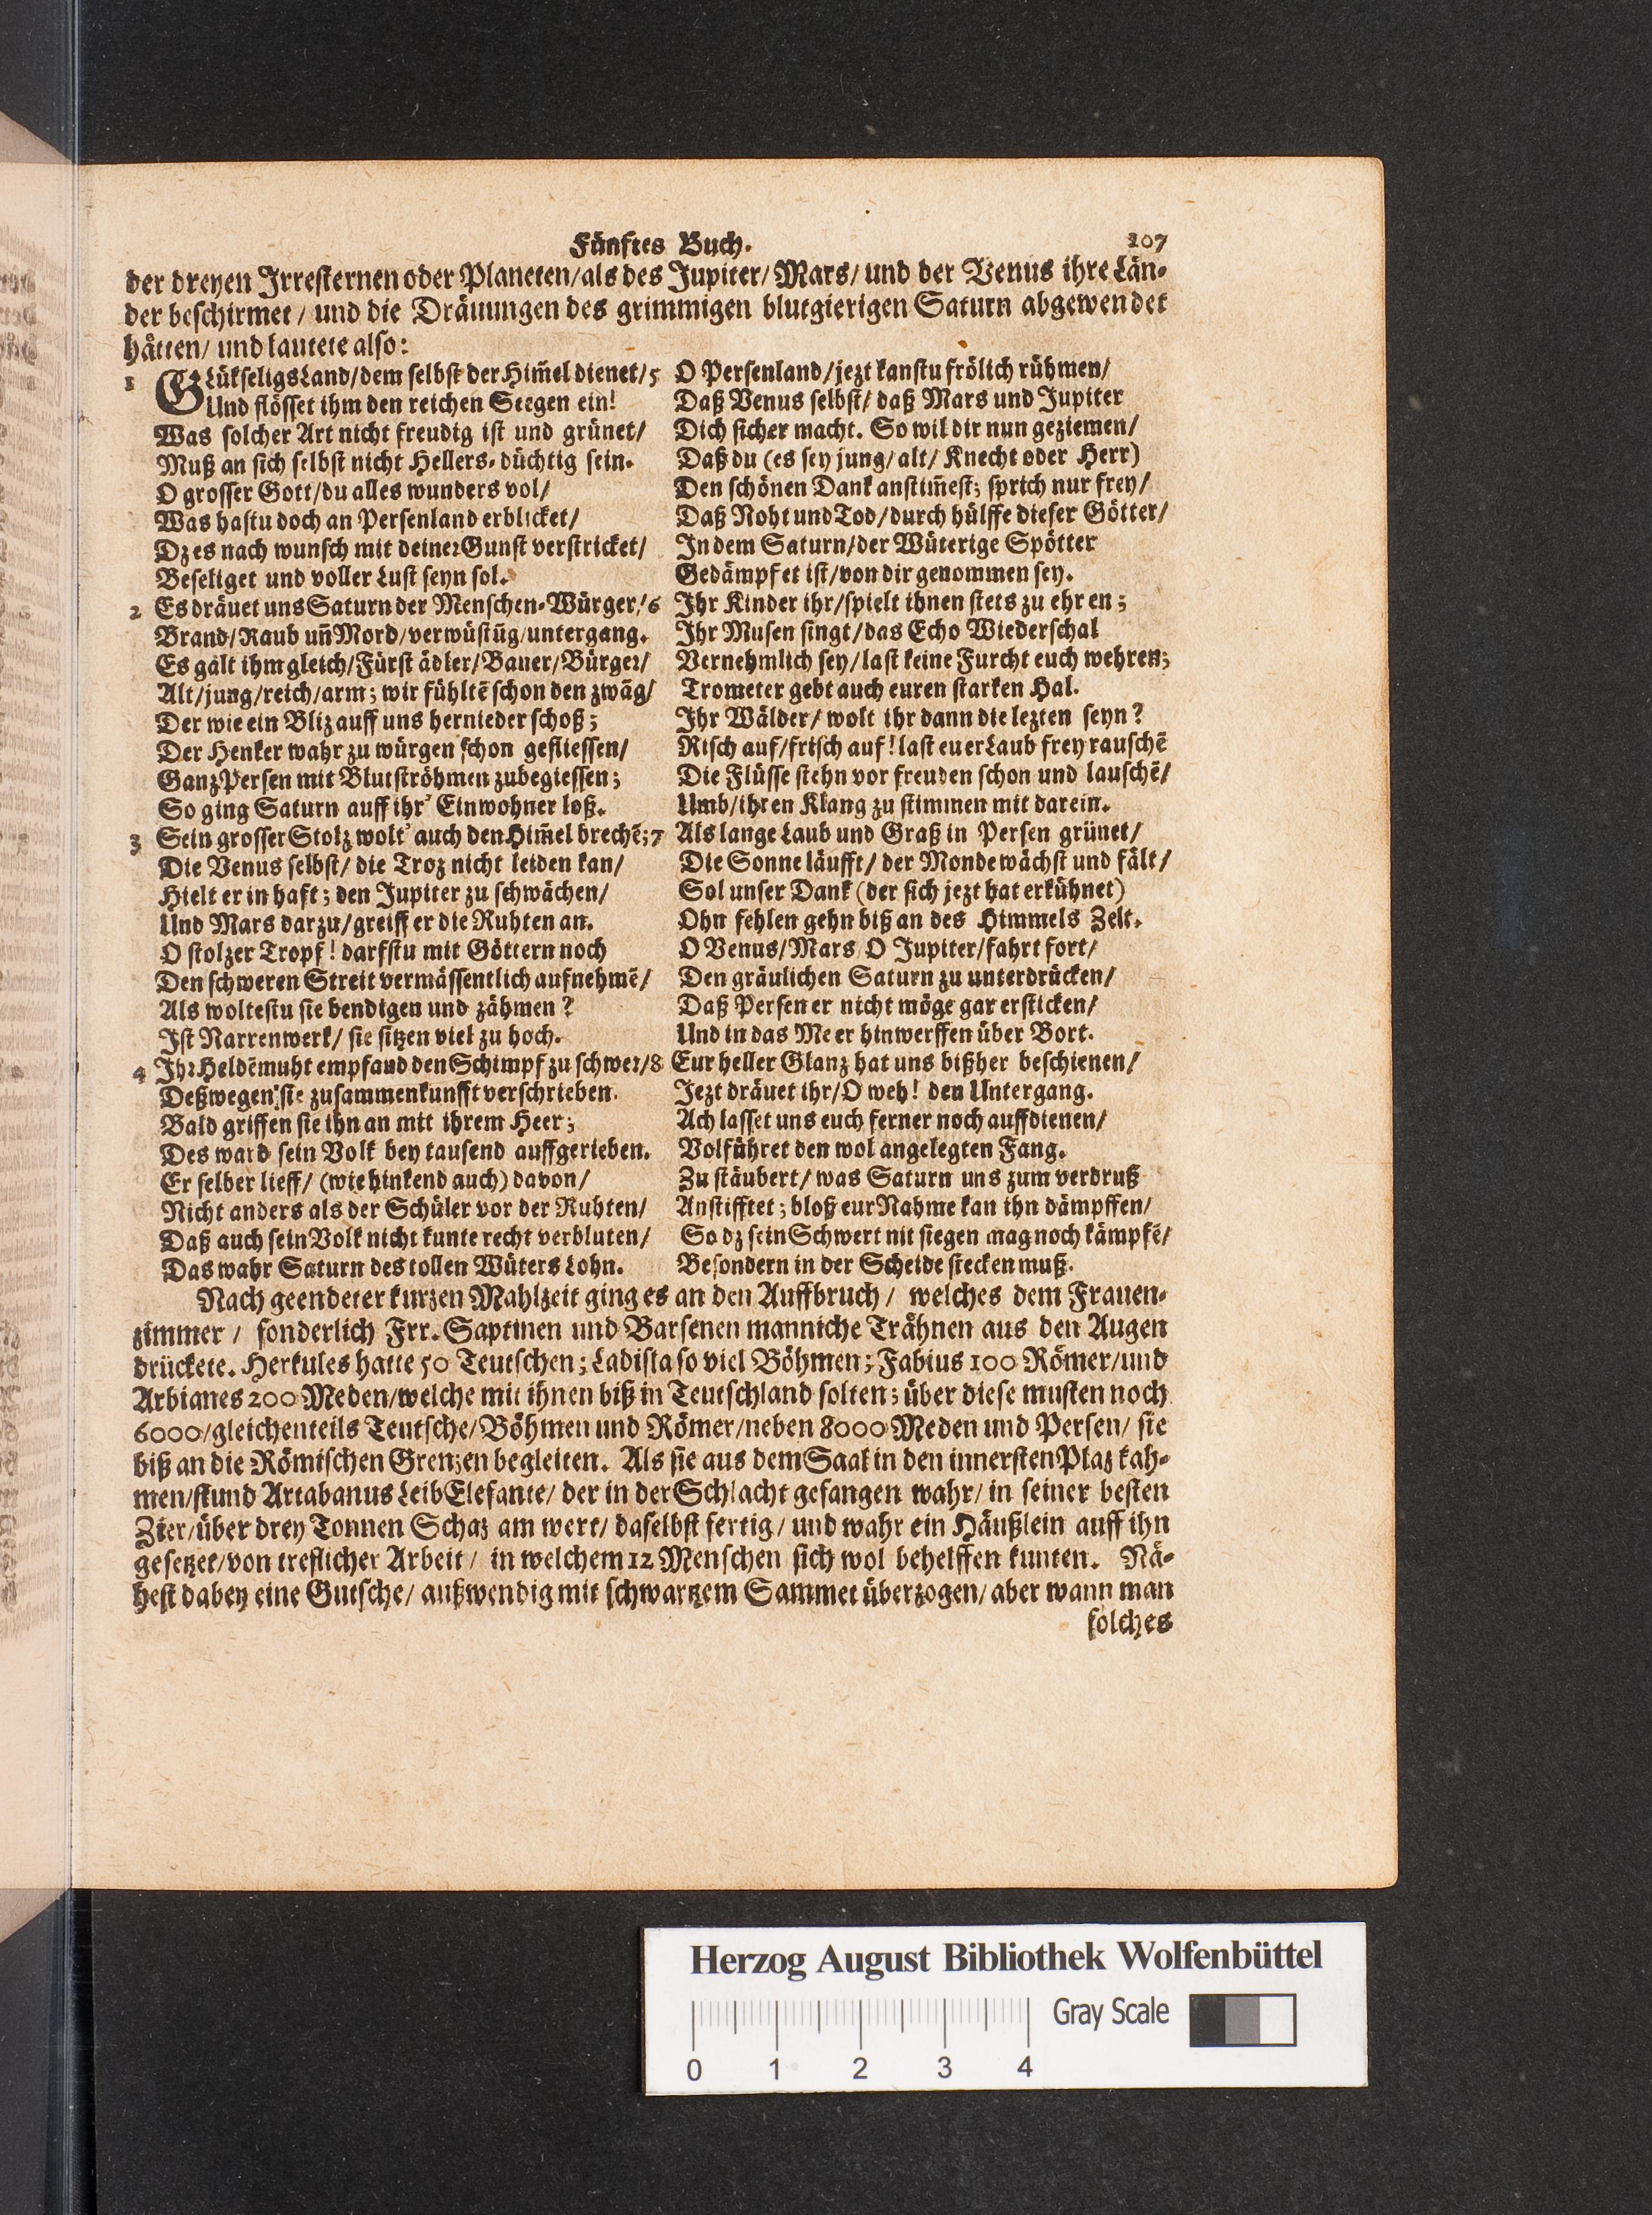 Fünftes Buch.
207
der dreyen Irresternen oder Planeten/als des Jupiter/ Mars/ und der Venus ihre Län-
der beschirmet / und die Dräuungen des grimmigen blutgierigen Saturn abgewendet
håtten/ und lautete also:
1 GLükseligs Land/dem selbst der Him̃el dienet/
Und flösset ihm den reichen Seegen ein!
Was solcher Art nicht freudig ist und grünet/
Muß an sich selbst nicht Hellers-düchtig sein.
O grosser Gott/du alles wunders vol/
Was hastu doch an Persenland erblicket/
Dz es nach wunsch mit deiner Gunst verstricket/
Beseliget und voller Lust seyn sol.
2 Es dräuet uns Saturn der Menschen-Würger/
Brand/Raub uñ Mord/verwüstũg/untergang.
Es galt ihm gleich/Fürst ädler/Bauer/Bürger/
Alt/jung/reich/arm; wir fühltẽ schon den zwãg/
Der wie ein Bliz auff uns hernieder schoß;
Der Henker wahr zu würgen schon gefliessen/
Ganz Persen mit Blutströhmen zubegiessen;
So ging Saturn auff ihr' Einwohner loß.
3 Sein grosser Stolz wolt' auch den Him̃el brechẽ;
Die Venus selbst/ die Troz nicht leiden kan/
Hielt er in haft; den Jupiter zu schwächen/
Und Mars darzu/greiff er die Ruhten an.
O stolzer Tropf! darfstu mit Göttern noch
Den schweren Streit vermässentlich aufnehmẽ/
Als woltestu sie bendigen und zähmen?
Ist Narrenwerk/ sie sitzen viel zu hoch.
4 Ihr Heldẽmuht empfand den Schimpf zu schwer/
Deßwegen sie zusammenkunfft verschrieben.
Bald griffen sie ihn an mit ihrem Heer;
Des ward sein Volk bey tausend auffgerieben.
Er selber lieff/ (wie hinkend auch) davon/
Nicht anders als der Schüler vor der Ruhten/
Daß auch sein Volk nicht kunte recht verbluten/
Das wahr Saturn des tollen Wüters Lohn.
5 O Persenland/jezt kanstu frölich rühmen/
Daß Venus selbst/ daß Mars und Jupiter
Dich sicher macht. So wil dir nun geziemen/
Daß du (es sey jung/alt/ Knecht oder Herr)
Den schönen Dank anstim̃est; sprich nur frey/
Daß Noht und Tod/durch hülffe dieser Götter/
In dem Saturn/der Wüterige Spötter
Gedämpfet ist/von dir genommen sey.
6 Ihr Kinder ihr/spielt ihnen stets zu ehren;
Ihr Musen singt/das Echo Wiederschal
Vernehmlich sey/last keine Furcht euch wehren;
Trometer gebt auch euren starken Hal.
Ihr Wälder/ wolt ihr dann die lezten seyn?
Risch auf/frisch auf! last euer Laub frey rauschẽ
Die Flüsse stehn vor freuden schon und lauschẽ/
Umb/ihren Klang zu stimmen mit darein.
7 Als lange Laub und Graß in Persen grünet/
Die Sonne läufft/ der Monde wächst und fält/
Sol unser Dank (der sich jezt hat erkühnet)
Ohn fehlen gehn biß an des Himmels Zelt.
O Venus/Mars O Jupiter/fahrt fort/
Den gräulichen Saturn zu unterdrücken/
Daß Persen er nicht möge gar ersticken/
Und in das Meer hinwerffen über Bort.
8 Eur heller Glanz hat uns bißher beschienen/
Jezt dräuet ihr/O weh! den Untergang.
Ach lasset uns euch ferner noch auffdienen/
Volführet den wol angelegten Fang.
Zu stäubert/ was Saturn uns zum verdruß
Anstifftet; bloß eur Nahme kan ihn dämpffen/
So dz sein Schwert nit siegen mag noch kämpfẽ/
Besondern in der Scheide stecken muß.
Nach geendeter kurzen Mahlzeit ging es an den Auffbruch / welches dem Frauen-
zimmer / sonderlich Frr. Saptinen und Barsenen manniche Trähnen aus den Augen
drückete. Herkules hatte 50 Teutschen; Ladisla so viel Böhmen; Fabius 100 Römer/und
Arbianes 200 Meden/welche mit ihnen biß in Teutschland solten; über diese musten noch
6000/gleichenteils Teutsche/Böhmen und Römer/neben 8000 Meden und Persen/ sie
biß an die Römischen Grenzen begleiten. Als sie aus dem Saal in den innersten Plaz kah-
men/stund Artabanus Leib Elefante/ der in der Schlacht gefangen wahr/ in seiner besten
Zier/über drey Tonnen Schaz am wert/ daselbst fertig/ und wahr ein Häußlein auff ihn
gesetzet/von treflicher Arbeit/ in welchem 12 Menschen sich wol behelffen kunten. Nä-
hest dabey eine Gutsche/ außwendig mit schwartzem Sammet überzogen/ aber wann man
solches
Herzog August Bibliothek Wolfenbüttel
Gray Scale
0 1 2 3 4